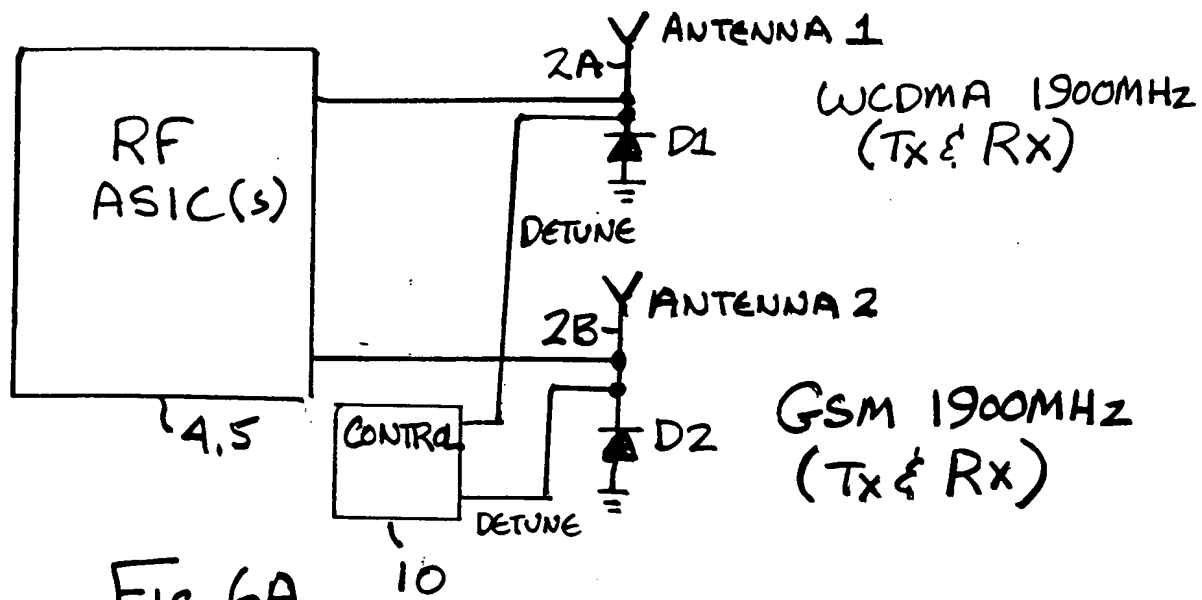 ANTENNA 1
2A
WCDMA 1900MHz
(Tx & Rx)
D1
RF
ASIC(s)
DETUNE
ANTENNA 2
2B
GSM 1900MHz
(Tx & Rx)
D2
4,5
CONTROL
DETUNE
10
FIG 6A